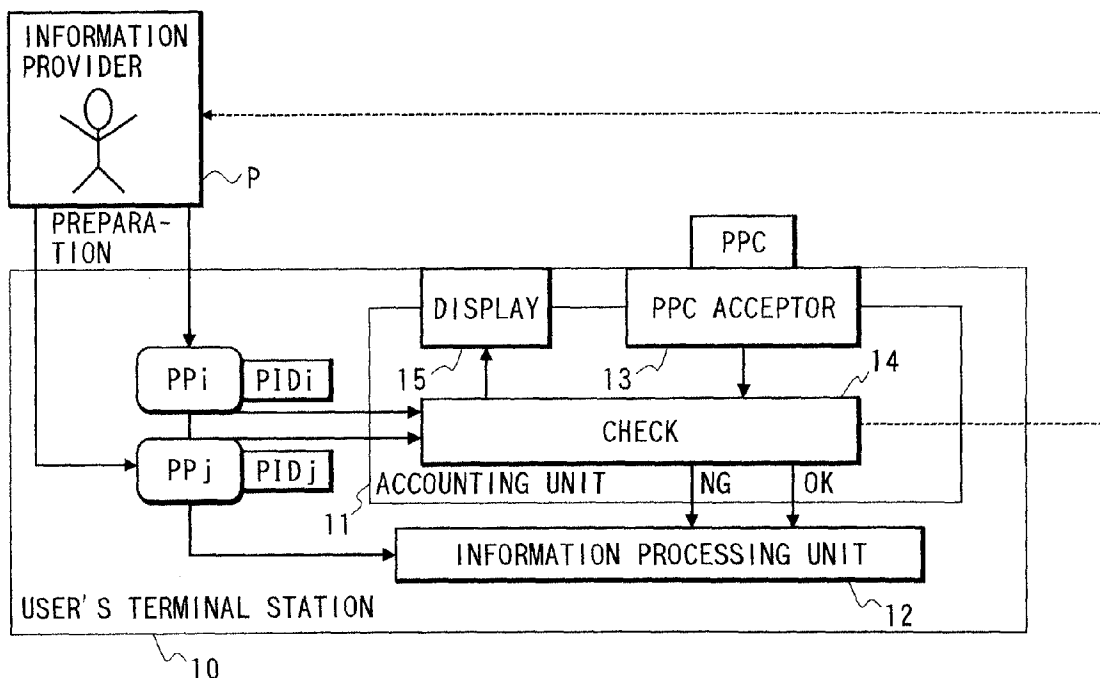 INFORMATION
PROVIDER
P
PREPARA-
TION
PPC
DISPLAY
PPC ACCEPTOR
15
13
14
PPi
PIDi
CHECK
PPj
PIDj
ACCOUNTING UNIT
NG
OK
11
INFORMATION PROCESSING UNIT
USER'S TERMINAL STATION
12
10